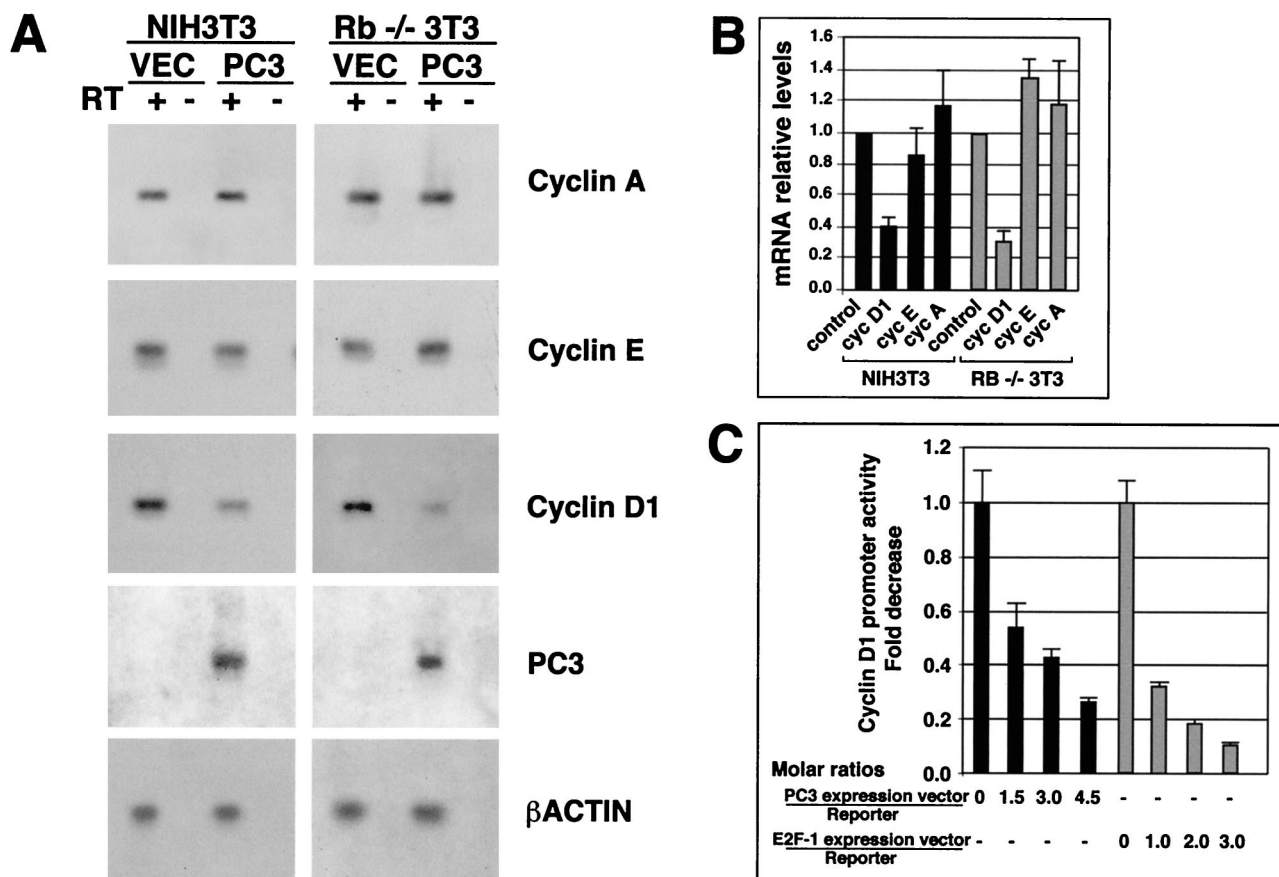 A
NIH3T3 Rb -/- 3T3
VEC PC3 VEC PC3
RT + - + - + - + -
Cyclin A
Cyclin E
Cyclin D1
PC3
βACTIN
B
mRNA relative levels
1.6
1.4
1.2
1.0
0.8
0.6
0.4
0.2
0.0
control cyc D1 cyc E cyc A control cyc D1 cyc E cyc A
NIH3T3 RB -/- 3T3
C
Cyclin D1 promoter activity
Fold decrease
1.2
1.0
0.8
0.6
0.4
0.2
0.0
Molar ratios
PC3 expression vector 0 1.5 3.0 4.5 - - - -
Reporter
E2F-1 expression vector - - - - 0 1.0 2.0 3.0
Reporter